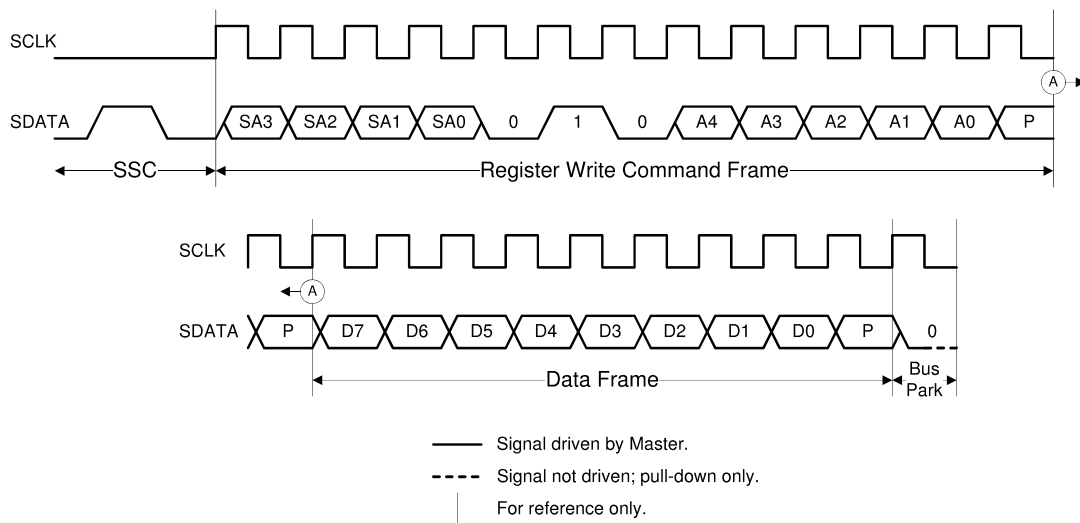 SCLK
A
SDATA SA3 SA2 SA1 SA0 0 1 0 A4 A3 A2 A1 A0 P
SSC Register Write Command Frame
SCLK
A
SDATA P D7 D6 D5 D4 D3 D2 D1 D0 P 0
Data Frame Bus
Park
Signal driven by Master.
Signal not driven; pull-down only.
For reference only.